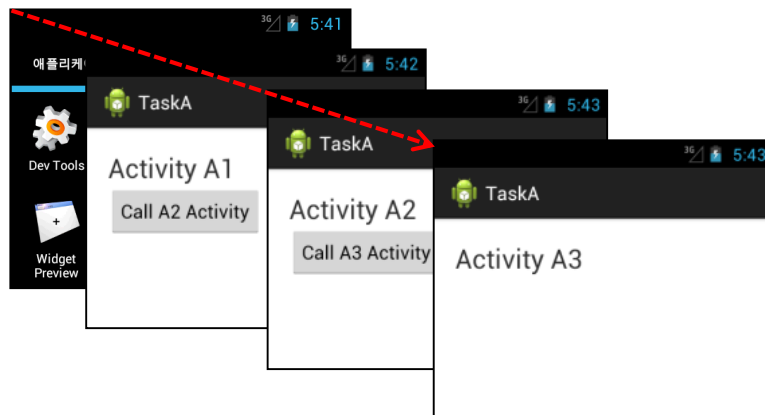 3G 5:41
애플리케
Dev Tools
Widget
Preview
3G 5:42
TaskA
Activity A1
Call A2 Activity
3G 5:43
TaskA
Activity A2
Call A3 Activity
3G 5:43
TaskA
Activity A3